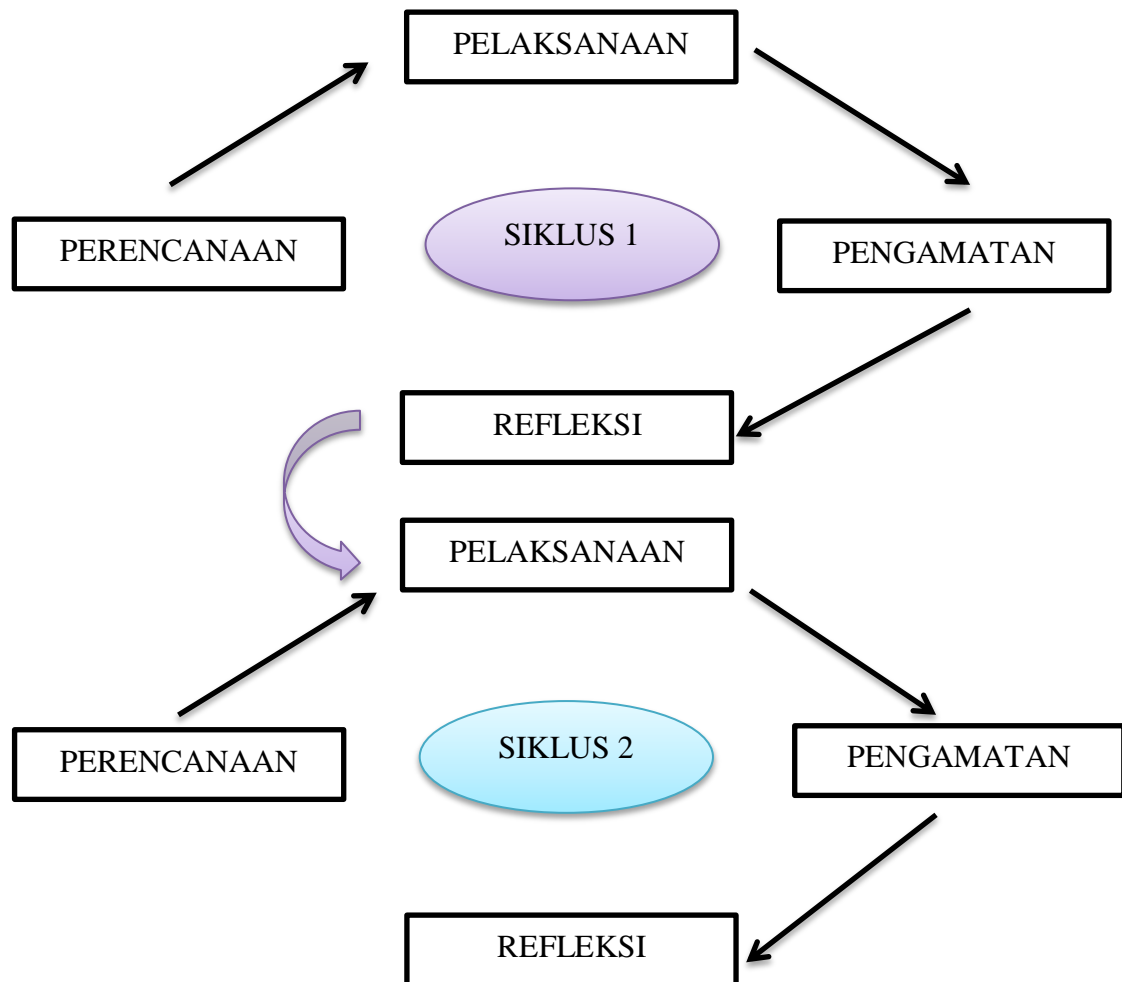 PELAKSANAAN
PERENCANAAN
SIKLUS 1
PENGAMATAN
REFLEKSI
PELAKSANAAN
PERENCANAAN
SIKLUS 2
PENGAMATAN
REFLEKSI